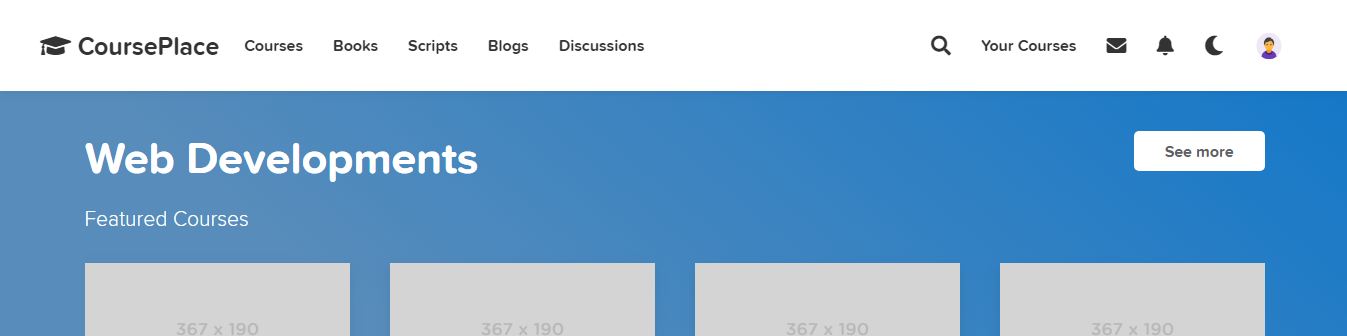 CoursePlace Courses Books Scripts Blogs Discussions Your Courses
Web Developments
See more
Featured Courses
367 x 190 367 x 190 367 x 190 367 x 190